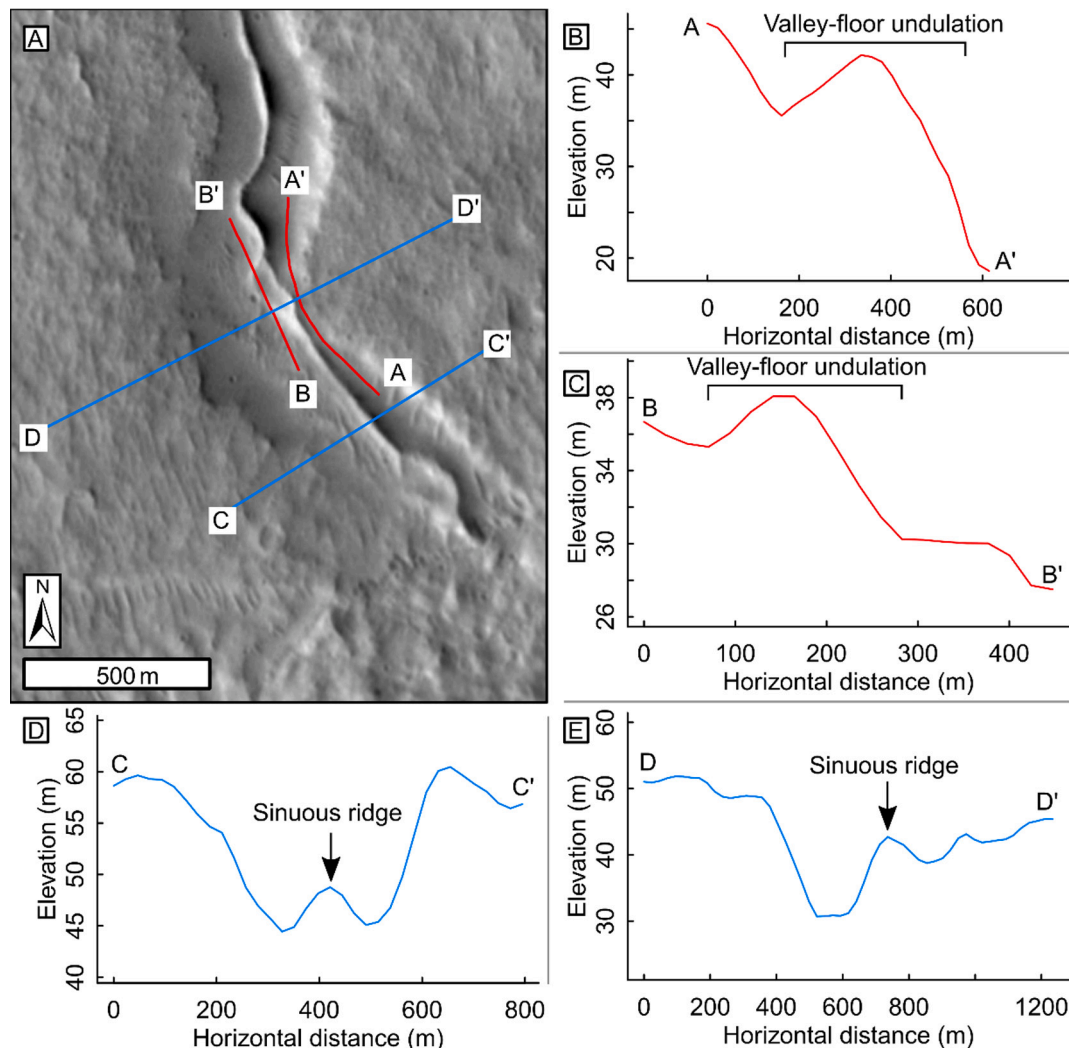 A
B'
A'
D'
C'
A
B
D
C
N
500 m
B
A
Valley-floor undulation
Elevation (m)
40
30
20
A'
0
200
400
600
Horizontal distance (m)
C
Valley-floor undulation
B
Elevation (m)
38
34
30
26
B'
0
100
200
300
400
Horizontal distance (m)
D
C
C'
Sinuous ridge
Elevation (m)
65
60
55
50
45
40
0
200
400
600
800
Horizontal distance (m)
E
D
D'
Sinuous ridge
Elevation (m)
60
50
40
30
0
200
400
600
800
1200
Horizontal distance (m)